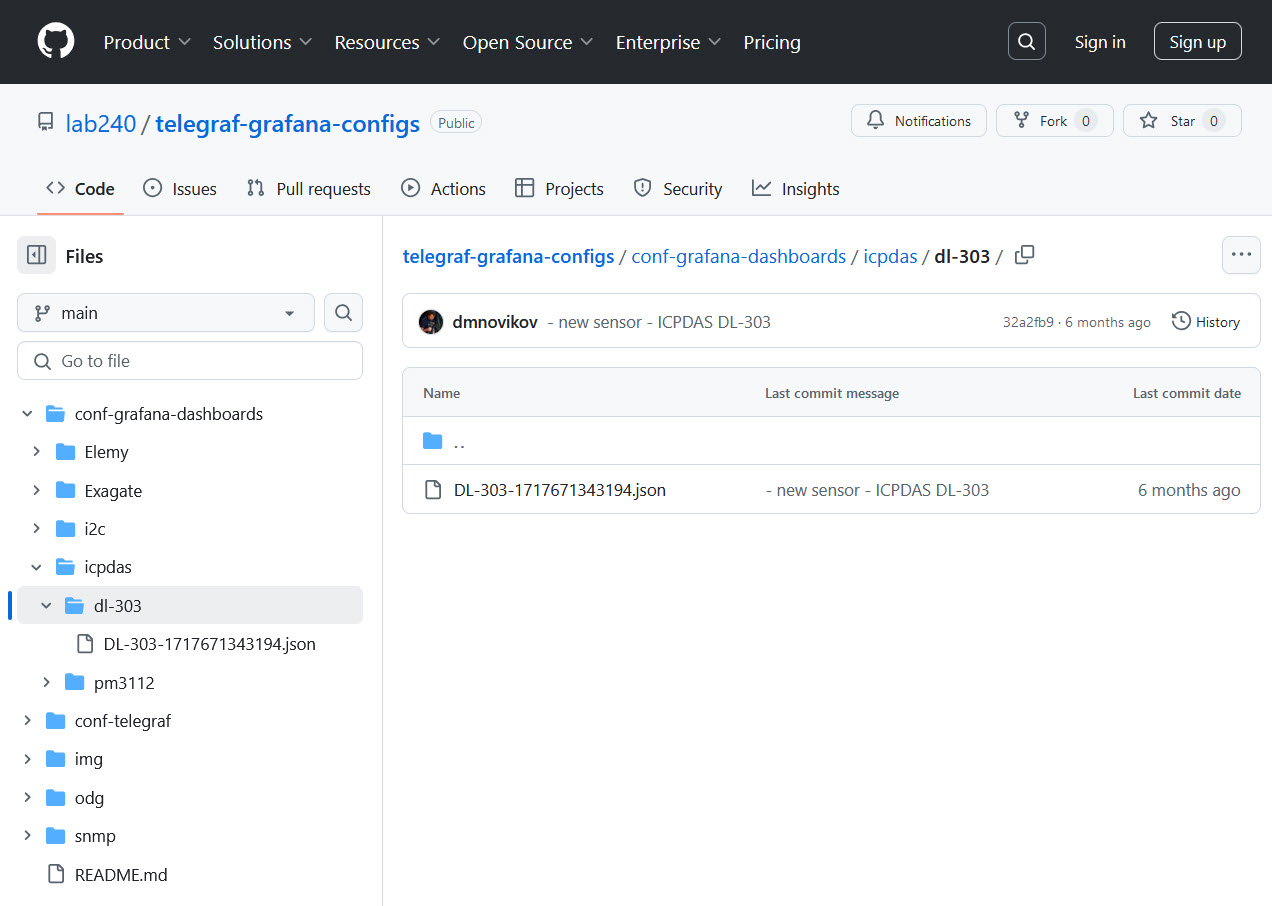 Product Solutions Resources Open Source Enterprise Pricing Sign in Sign up
lab240 / telegraf-grafana-configs Public Notifications Fork 0 Star 0
Code Issues Pull requests Actions Projects Security Insights
Files
main
Go to file
conf-grafana-dashboards
Elemy
Exagate
i2c
icpdas
dl-303
DL-303-1717671343194.json
pm3112
conf-telegraf
img
odg
snmp
README.md
telegraf-grafana-configs / conf-grafana-dashboards / icpdas / dl-303 /
dmnovikov - new sensor - ICPDAS DL-303 32a2fb9 · 6 months ago History
Name Last commit message Last commit date
..
DL-303-1717671343194.json - new sensor - ICPDAS DL-303 6 months ago